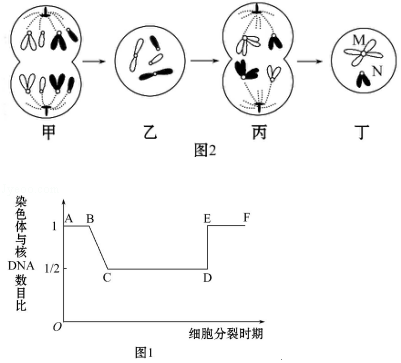 M
N
甲 乙 丙 丁
图2
染色体与核DNA数目比
A B E F
1
1/2
C D
O
细胞分裂时期
图1